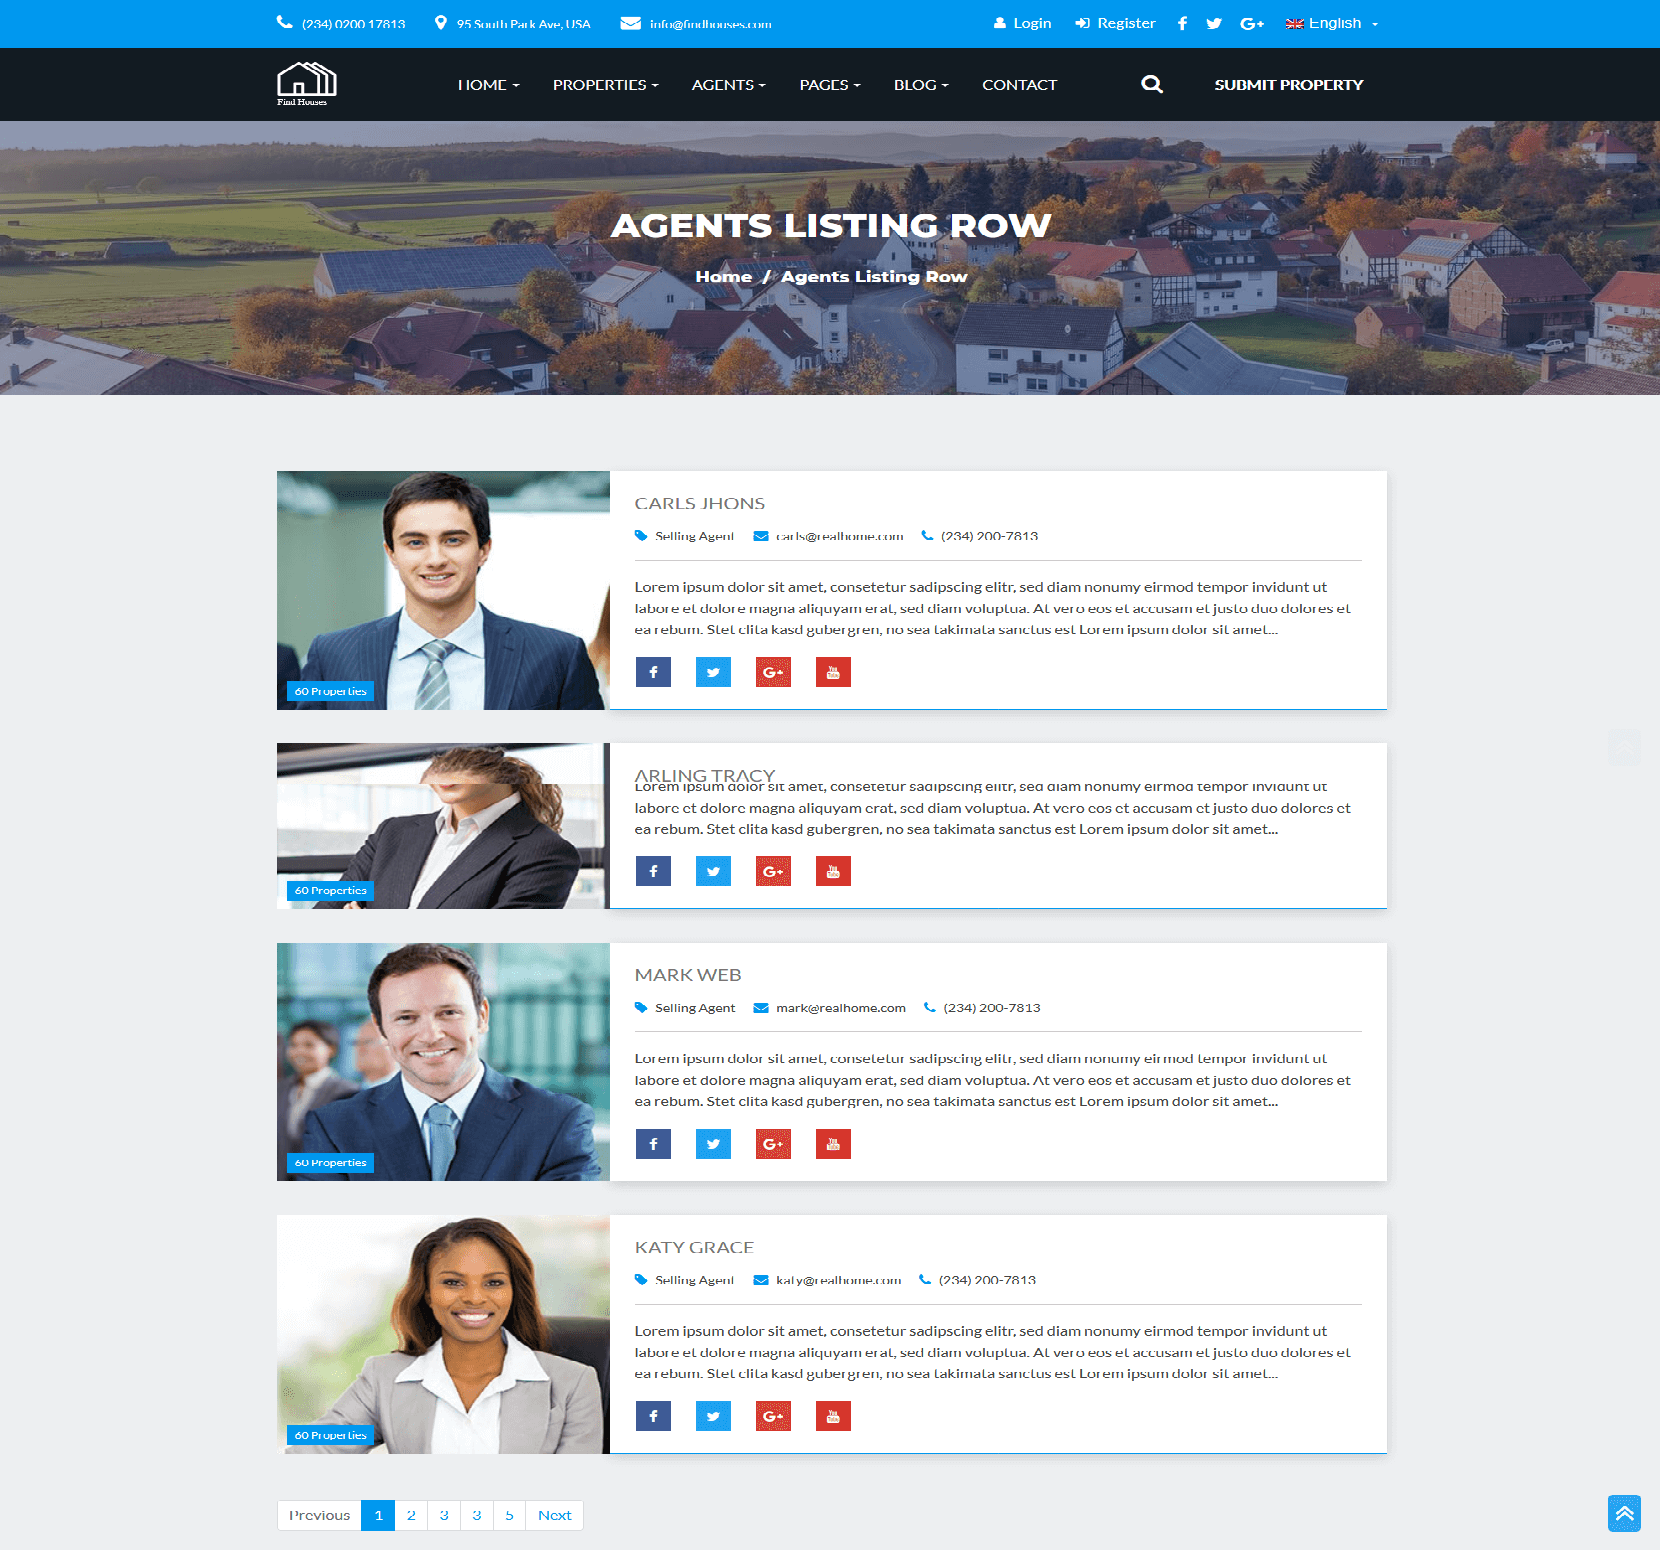 (234) 0200 17813 95 South Park Ave, USA info@findhouses.com Login Register English
Find Houses
HOME PROPERTIES AGENTS PAGES BLOG CONTACT SUBMIT PROPERTY
AGENTS LISTING ROW
Home / Agents Listing Row
CARLS JHONS
Selling Agent carls@realhome.com (234) 200-7813
Lorem ipsum dolor sit amet, consetetur sadipscing elitr, sed diam nonumy eirmod tempor invidunt ut
labore et dolore magna aliquyam erat, sed diam voluptua. At vero eos et accusam et justo duo dolores et
ea rebum. Stet clita kasd gubergren, no sea takimata sanctus est Lorem ipsum dolor sit amet...
You Tube
60 Properties
ARLING TRACY
Lorem ipsum dolor sit amet, consetetur sadipscing elitr, sed diam nonumy eirmod tempor invidunt ut
labore et dolore magna aliquyam erat, sed diam voluptua. At vero eos et accusam et justo duo dolores et
ea rebum. Stet clita kasd gubergren, no sea takimata sanctus est Lorem ipsum dolor sit amet...
You Tube
60 Properties
MARK WEB
Selling Agent mark@realhome.com (234) 200-7813
Lorem ipsum dolor sit amet, consetetur sadipscing elitr, sed diam nonumy eirmod tempor invidunt ut
labore et dolore magna aliquyam erat, sed diam voluptua. At vero eos et accusam et justo duo dolores et
ea rebum. Stet clita kasd gubergren, no sea takimata sanctus est Lorem ipsum dolor sit amet...
You Tube
60 Properties
KATY GRACE
Selling Agent katy@realhome.com (234) 200-7813
Lorem ipsum dolor sit amet, consetetur sadipscing elitr, sed diam nonumy eirmod tempor invidunt ut
labore et dolore magna aliquyam erat, sed diam voluptua. At vero eos et accusam et justo duo dolores et
ea rebum. Stet clita kasd gubergren, no sea takimata sanctus est Lorem ipsum dolor sit amet...
You Tube
60 Properties
Previous 1 2 3 3 5 Next